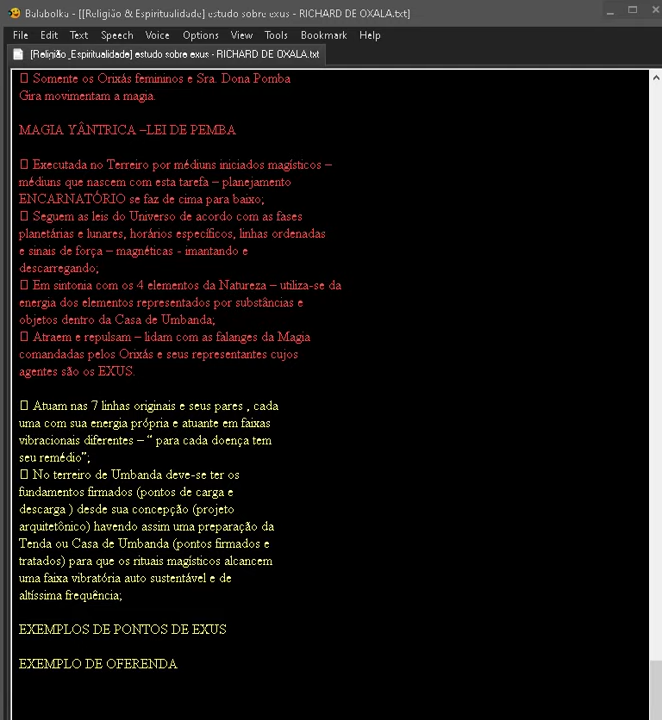 Balabolka - [[Religião & Espiritualidade] estudo sobre exus - RICHARD DE OXALA.txt]
File Edit Text Speech Voice Options View Tools Bookmark Help
[Religião_Espiritualidade] estudo sobre exus - RICHARD DE OXALA.txt
Somente os Orixás femininos e Sra. Dona Pomba
Gira movimentam a magia.
MAGIA YÂNTRICA –LEI DE PEMBA
Executada no Terreiro por médiuns iniciados magísticos –
médiuns que nascem com esta tarefa – planejamento
ENCARNATÓRIO se faz de cima para baixo;
Seguem as leis do Universo de acordo com as fases
planetárias e lunares, horários específicos, linhas ordenadas
e sinais de força – magnéticas - imantando e
descarregando;
Em sintonia com os 4 elementos da Natureza – utiliza-se da
energia dos elementos representados por substâncias e
objetos dentro da Casa de Umbanda;
Atraem e repulsam – lidam com as falanges da Magia
comandadas pelos Orixás e seus representantes cujos
agentes são os EXUS.
Atuam nas 7 linhas originais e seus pares , cada
uma com sua energia própria e atuante em faixas
vibracionais diferentes – “ para cada doença tem
seu remédio”;
No terreiro de Umbanda deve-se ter os
fundamentos firmados (pontos de carga e
descarga ) desde sua concepção (projeto
arquitetônico) havendo assim uma preparação da
Tenda ou Casa de Umbanda (pontos firmados e
tratados) para que os rituais magísticos alcancem
uma faixa vibratória auto sustentável e de
altíssima frequência;
EXEMPLOS DE PONTOS DE EXUS
EXEMPLO DE OFERENDA